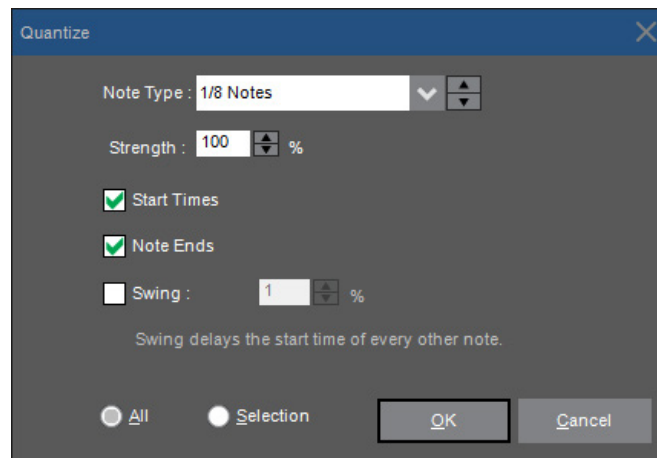 Quantize
Note Type : 1/8 Notes
Strength : 100 %
Start Times
Note Ends
Swing : 1 %
Swing delays the start time of every other note.
All Selection OK Cancel